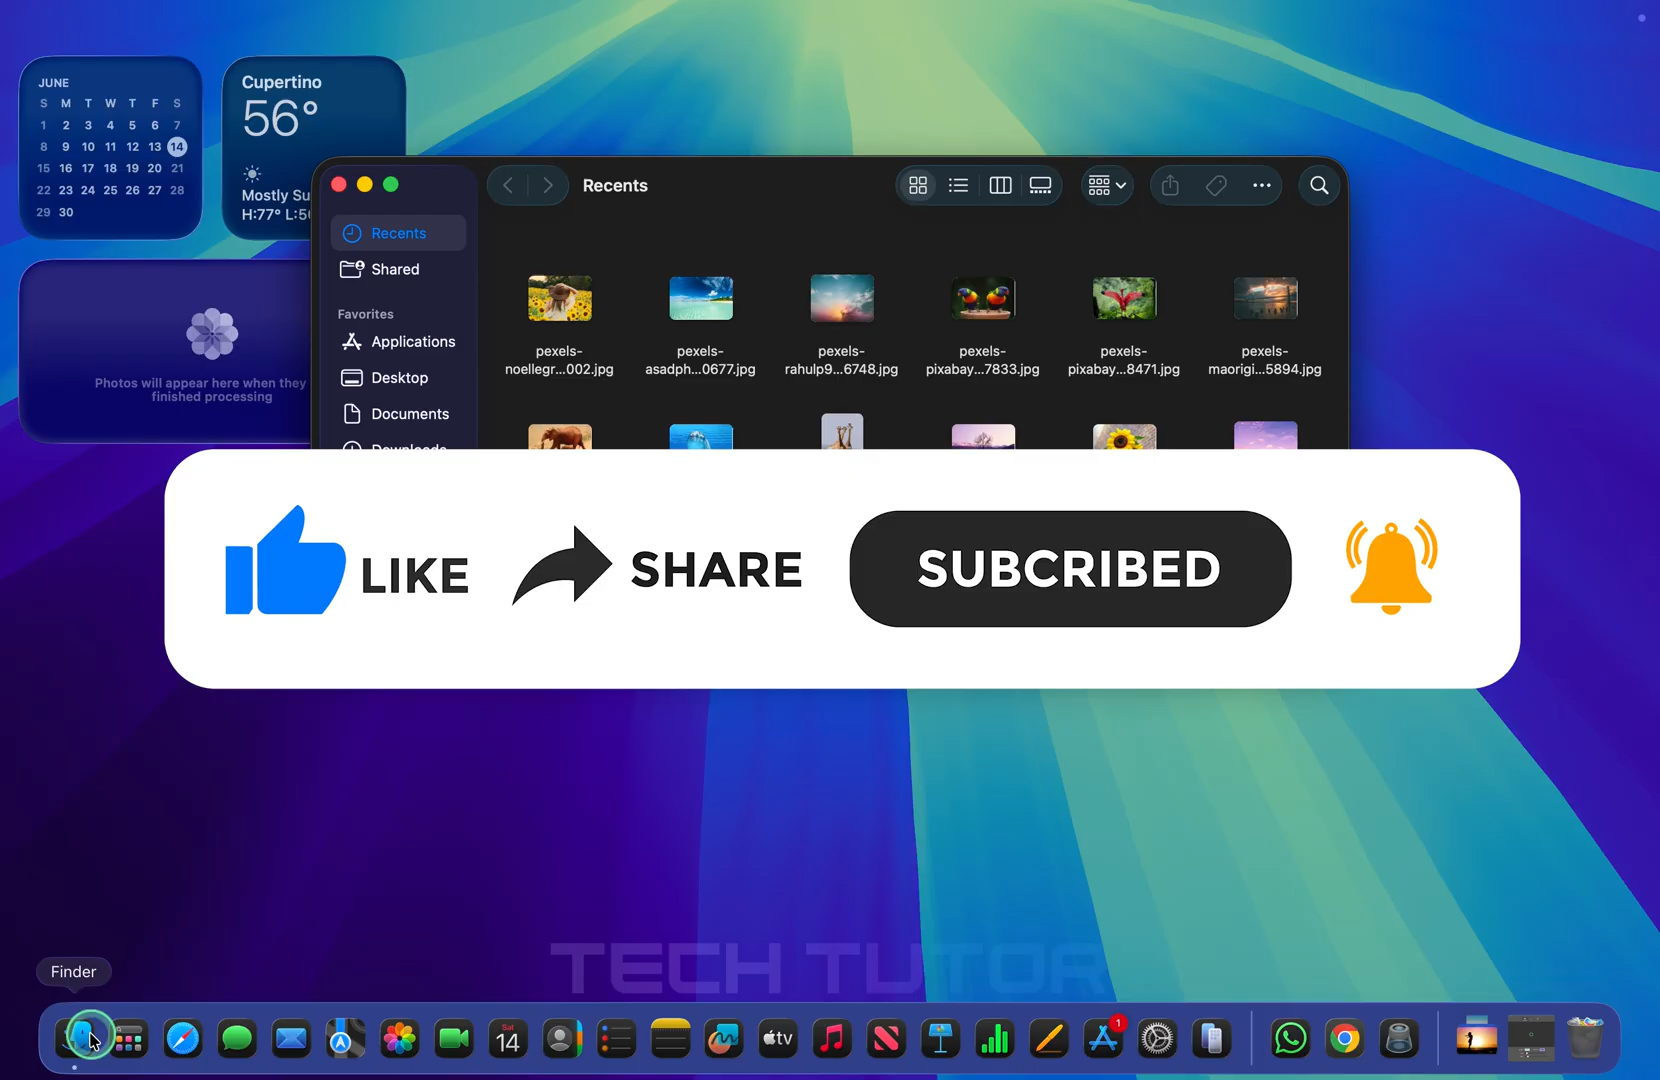 JUNE
S M T W T F S
1 2 3 4 5 6 7
8 9 10 11 12 13 14
15 16 17 18 19 20 21
22 23 24 25 26 27 28
29 30
Cupertino
56°
Mostly Su
H:77° L:5
Photos will appear here when they
finished processing
Recents
Recents
Shared
Favorites
Applications
Desktop
Documents
Downloads
pexels-
noellegr...002.jpg
pexels-
asadph...0677.jpg
pexels-
rahulp9...6748.jpg
pexels-
pixabay...7833.jpg
pexels-
pixabay...8471.jpg
pexels-
maorigi...5894.jpg
LIKE
SHARE
SUBCRIBED
TECH TUTOR
Finder
Sat
14
tv
1